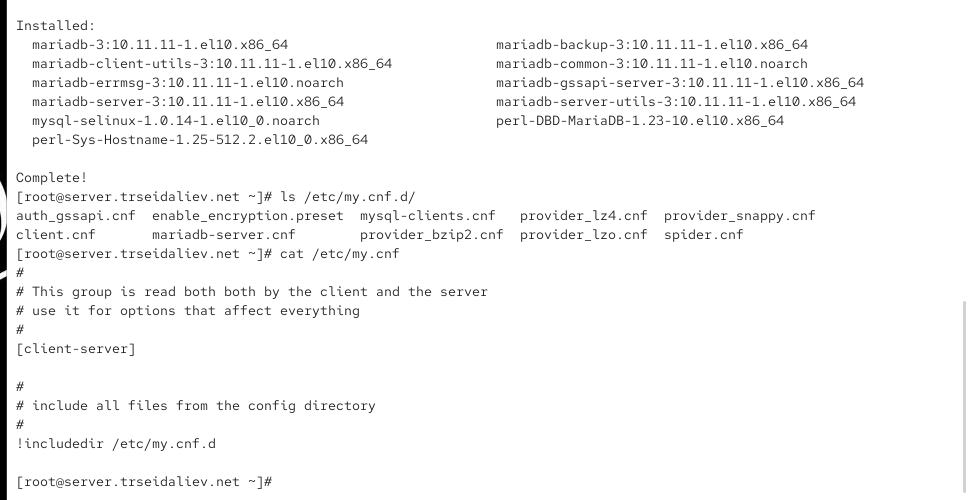 Installed:
  mariadb-3:10.11.11-1.el10.x86_64                          mariadb-backup-3:10.11.11-1.el10.x86_64
  mariadb-client-utils-3:10.11.11-1.el10.x86_64             mariadb-common-3:10.11.11-1.el10.noarch
  mariadb-errmsg-3:10.11.11-1.el10.noarch                   mariadb-gssapi-server-3:10.11.11-1.el10.x86_64
  mariadb-server-3:10.11.11-1.el10.x86_64                   mariadb-server-utils-3:10.11.11-1.el10.x86_64
  mysql-selinux-1.0.14-1.el10_0.noarch                      perl-DBD-MariaDB-1.23-10.el10.x86_64
  perl-Sys-Hostname-1.25-512.2.el10_0.x86_64

Complete!
[root@server.trseidaliev.net ~]# ls /etc/my.cnf.d/
auth_gssapi.cnf  enable_encryption.preset  mysql-clients.cnf   provider_lz4.cnf  provider_snappy.cnf
client.cnf       mariadb-server.cnf        provider_bzip2.cnf  provider_lzo.cnf  spider.cnf
[root@server.trseidaliev.net ~]# cat /etc/my.cnf
#
# This group is read both both by the client and the server
# use it for options that affect everything
#
[client-server]

#
# include all files from the config directory
#
!includedir /etc/my.cnf.d

[root@server.trseidaliev.net ~]#